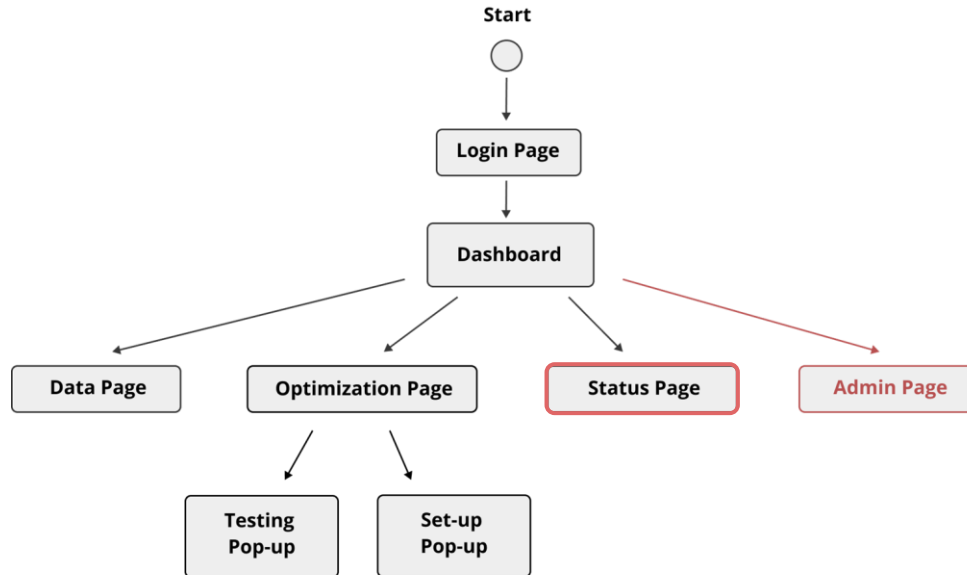 Start
Login Page
Dashboard
Data Page
Optimization Page
Status Page
Admin Page
Testing
Pop-up
Set-up
Pop-up